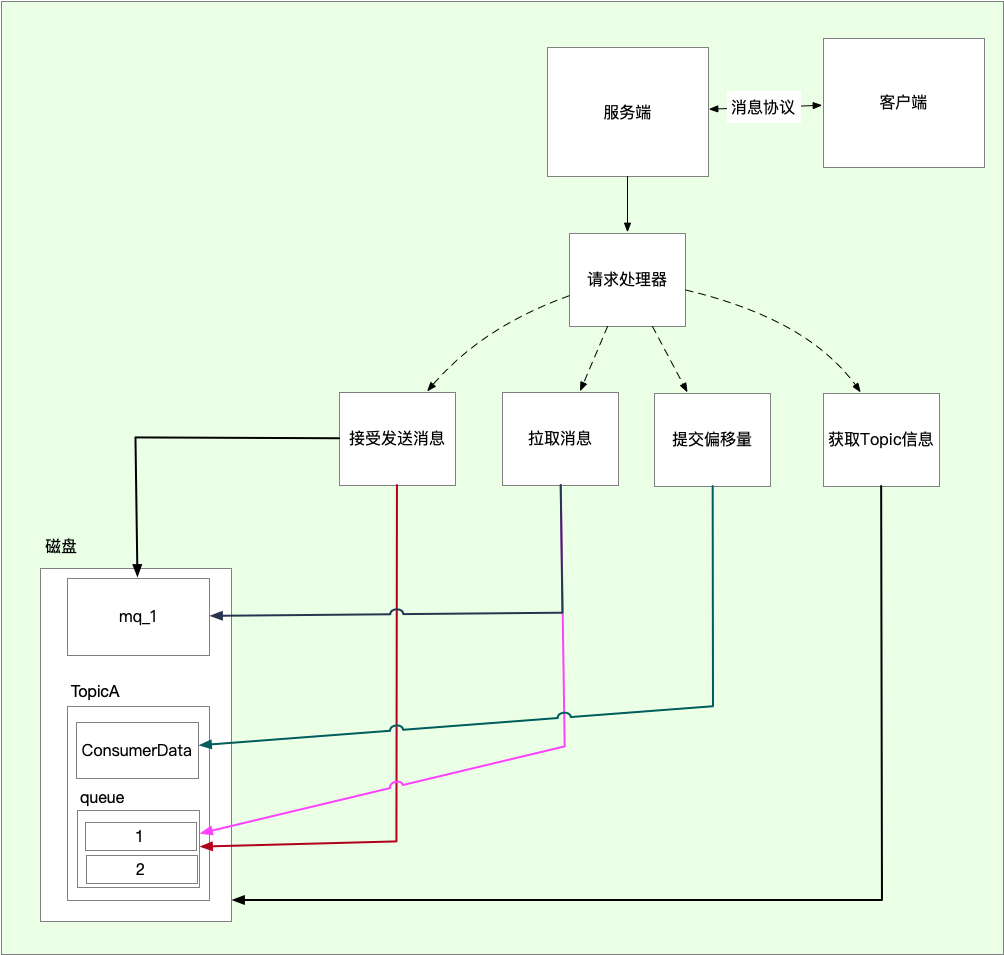 服务端
消息协议
客户端
请求处理器
接受发送消息
拉取消息
提交偏移量
获取Topic信息
磁盘
mq_1
TopicA
ConsumerData
queue
1
2